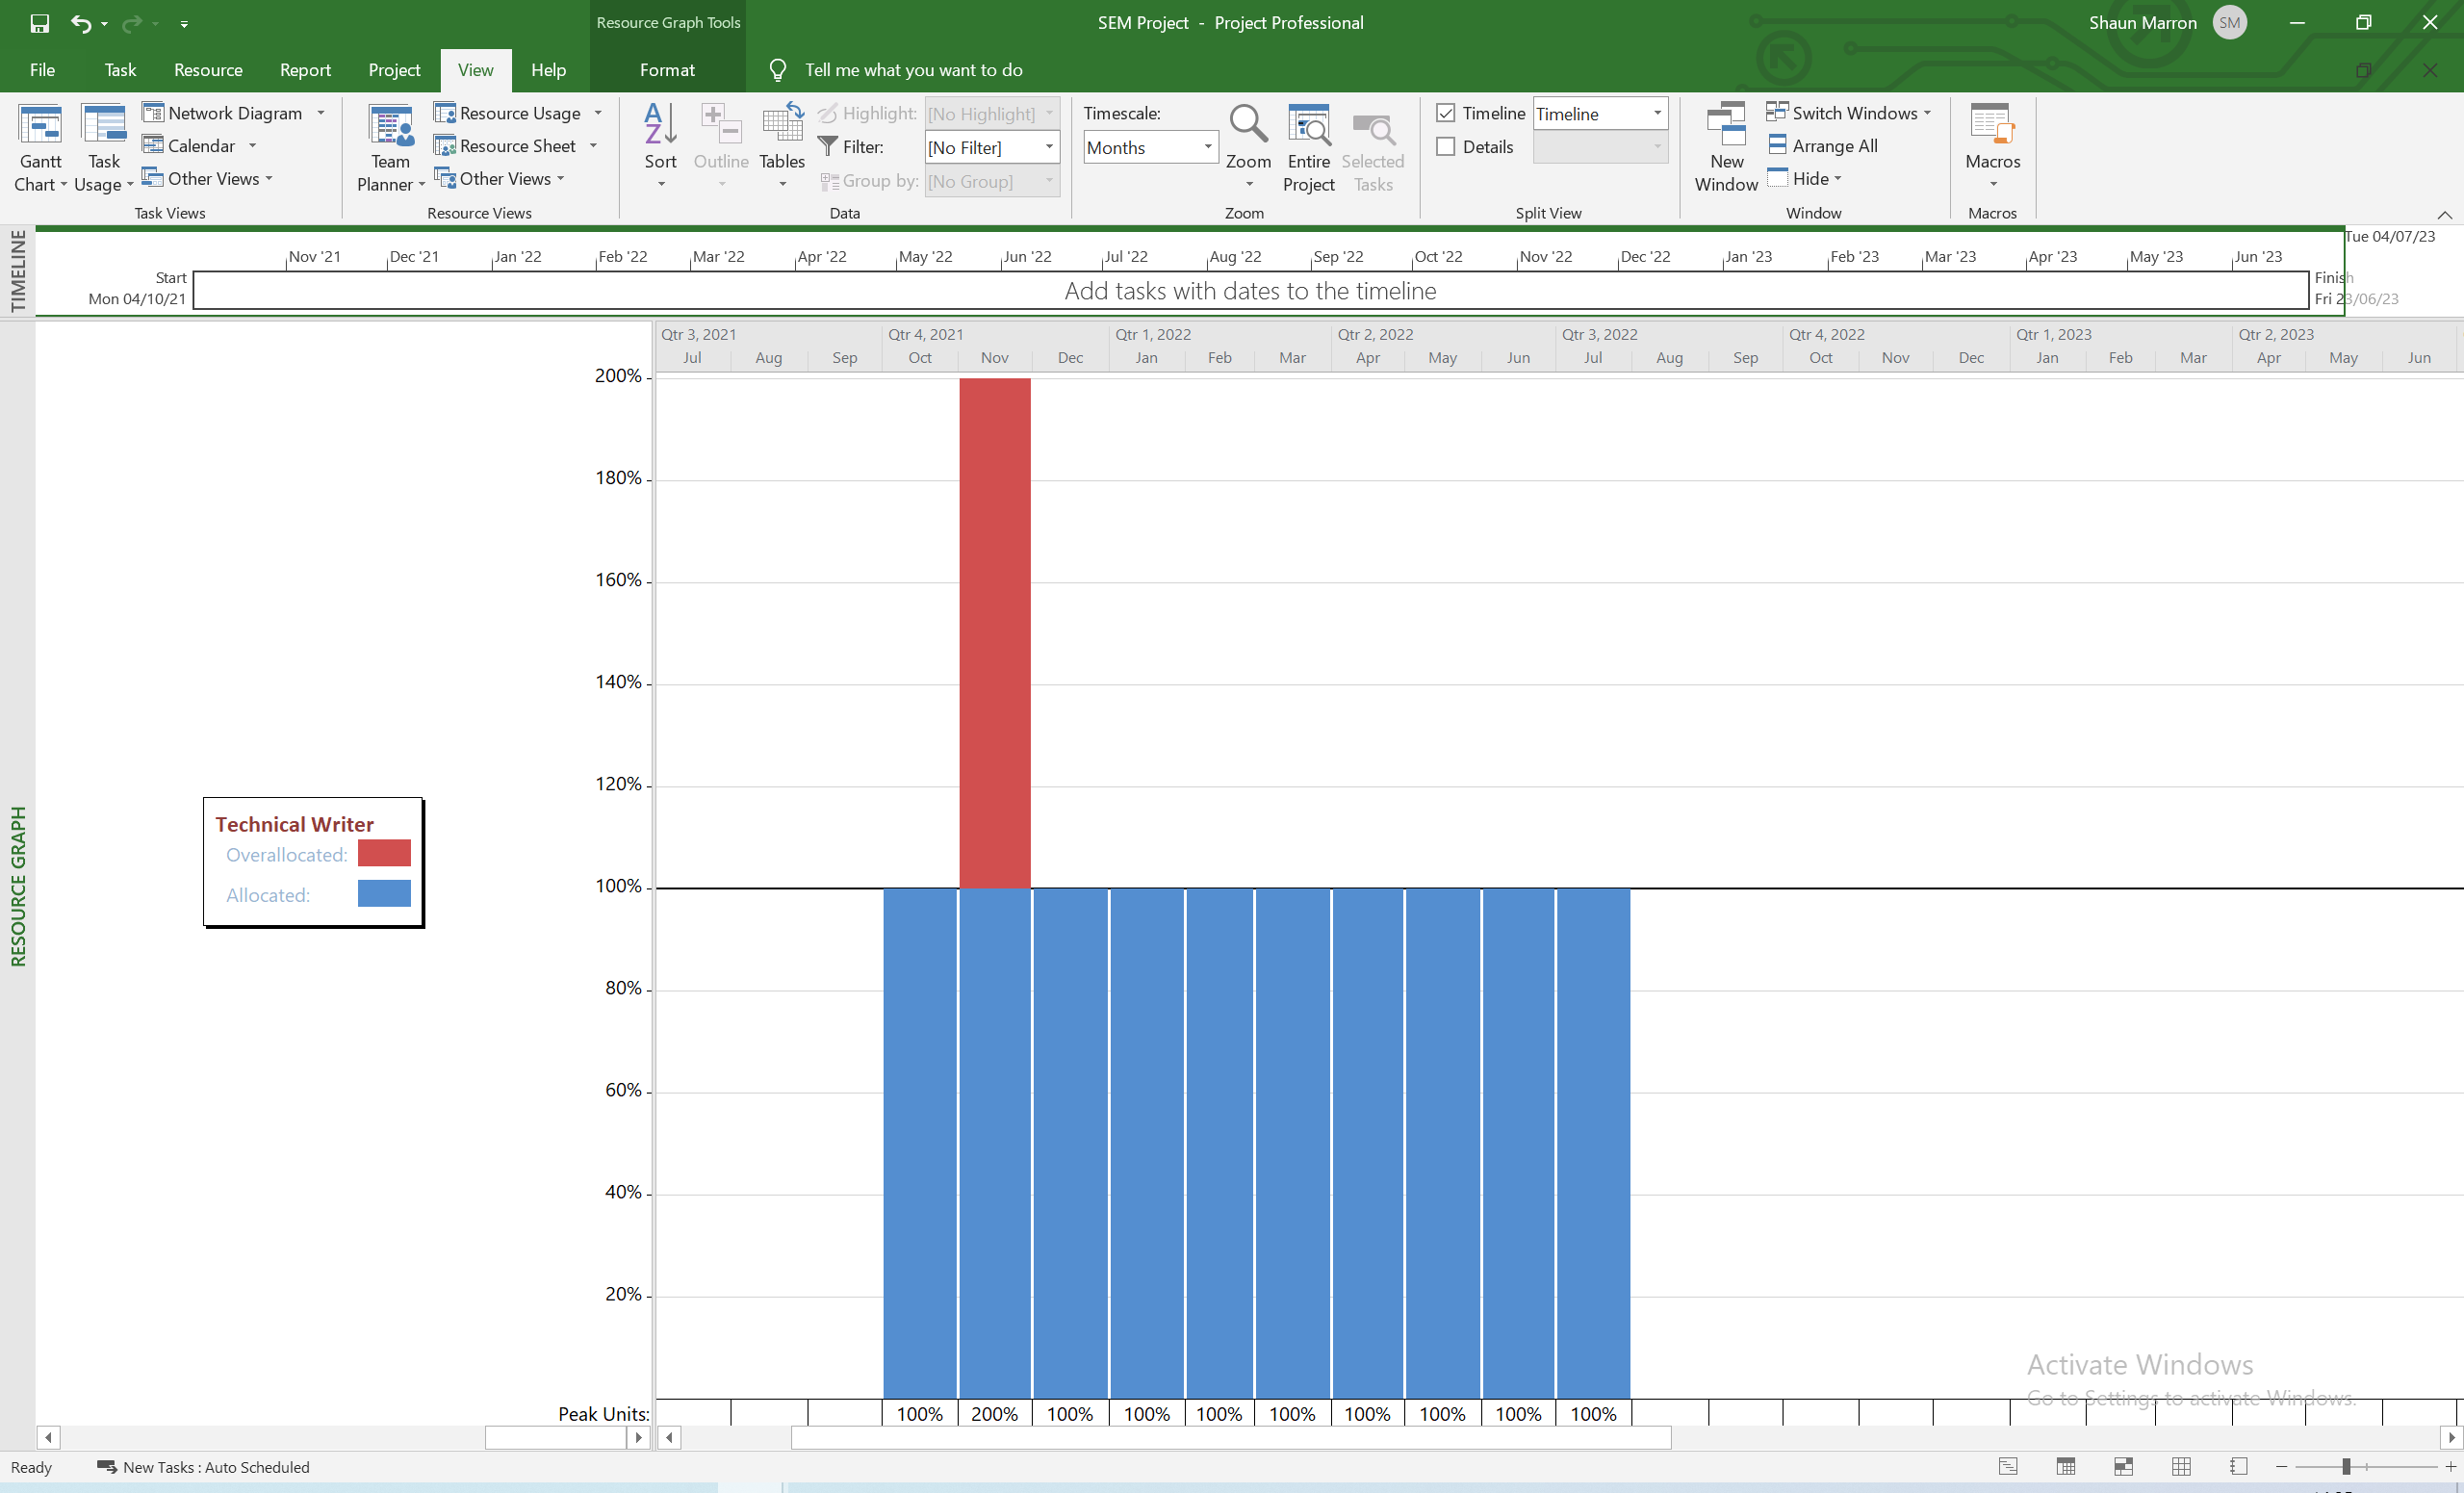 Resource Graph Tools
SEM Project - Project Professional
Shaun Marron SM
File Task Resource Report Project View Help Format Tell me what you want to do
Gantt Chart
Task Usage
Network Diagram
Calendar
Other Views
Task Views
Team Planner
Resource Usage
Resource Sheet
Other Views
Resource Views
Sort
Outline
Tables
Highlight: [No Highlight]
Filter: [No Filter]
Group by: [No Group]
Data
Timescale:
Months
Zoom
Entire Project
Selected Tasks
Zoom
Timeline Timeline
Details
Split View
New Window
Switch Windows
Arrange All
Hide
Window
Macros
Macros
TIMELINE
Tue 04/07/23
Nov '21 Dec '21 Jan '22 Feb '22 Mar '22 Apr '22 May '22 Jun '22 Jul '22 Aug '22 Sep '22 Oct '22 Nov '22 Dec '22 Jan '23 Feb '23 Mar '23 Apr '23 May '23 Jun '23
Start
Mon 04/10/21
Add tasks with dates to the timeline
Finish
Fri 23/06/23
Qtr 3, 2021 Qtr 4, 2021 Qtr 1, 2022 Qtr 2, 2022 Qtr 3, 2022 Qtr 4, 2022 Qtr 1, 2023 Qtr 2, 2023
Jul Aug Sep Oct Nov Dec Jan Feb Mar Apr May Jun Jul Aug Sep Oct Nov Dec Jan Feb Mar Apr May Jun
200%
180%
160%
140%
120%
100%
80%
60%
40%
20%
RESOURCE GRAPH
Technical Writer
Overallocated:
Allocated:
Activate Windows
Go to Settings to activate Windows.
Peak Units: 100% 200% 100% 100% 100% 100% 100% 100% 100% 100%
Ready New Tasks : Auto Scheduled